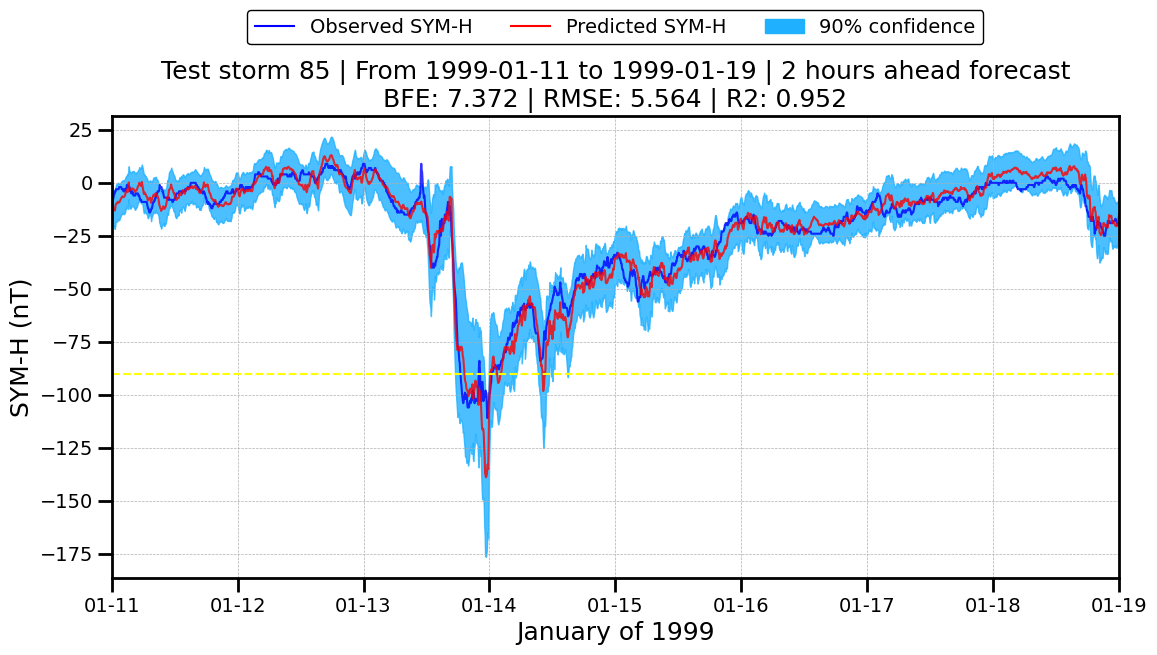 Observed SYM-H Predicted SYM-H 90% confidence
Test storm 85 | From 1999-01-11 to 1999-01-19 | 2 hours ahead forecast
BFE: 7.372 | RMSE: 5.564 | R2: 0.952
25
0
−25
−50
−75
−100
−125
−150
−175
SYM-H (nT)
01-11 01-12 01-13 01-14 01-15 01-16 01-17 01-18 01-19
January of 1999